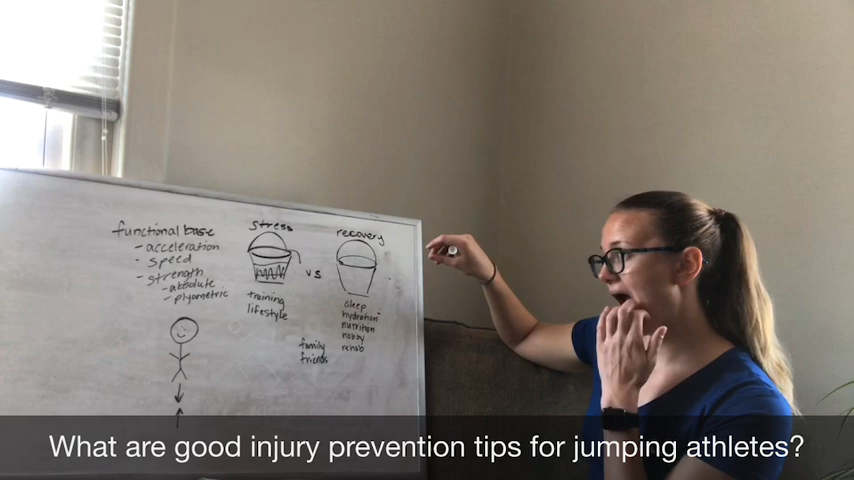 functional base
- acceleration
- speed
- strength
- absolute
- plyometric
stress
vs
recovery
training
lifestyle
sleep
hydration
nutrition
hobby
rehab
family
friends
What are good injury prevention tips for jumping athletes?